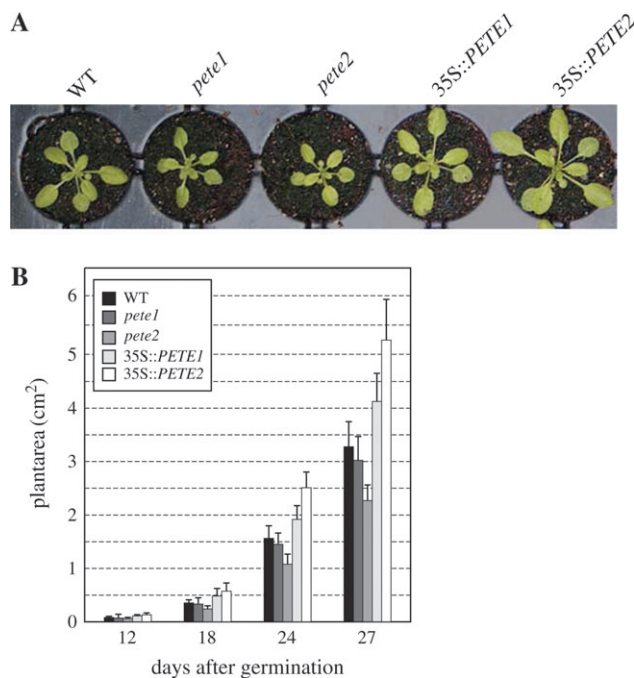 A
WT
pete1
pete2
35S::PETE1
35S::PETE2
B
WT
pete1
pete2
35S::PETE1
35S::PETE2
plantarea (cm²)
6
5
4
3
2
1
0
12 18 24 27
days after germination